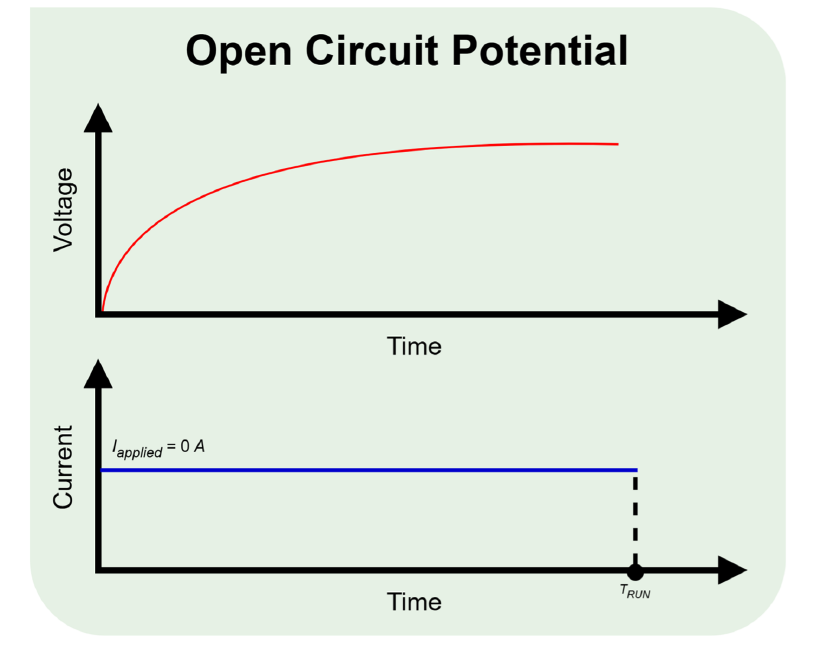 Open Circuit Potential
Voltage
Time
Current
Iapplied = 0 A
Time
TRUN